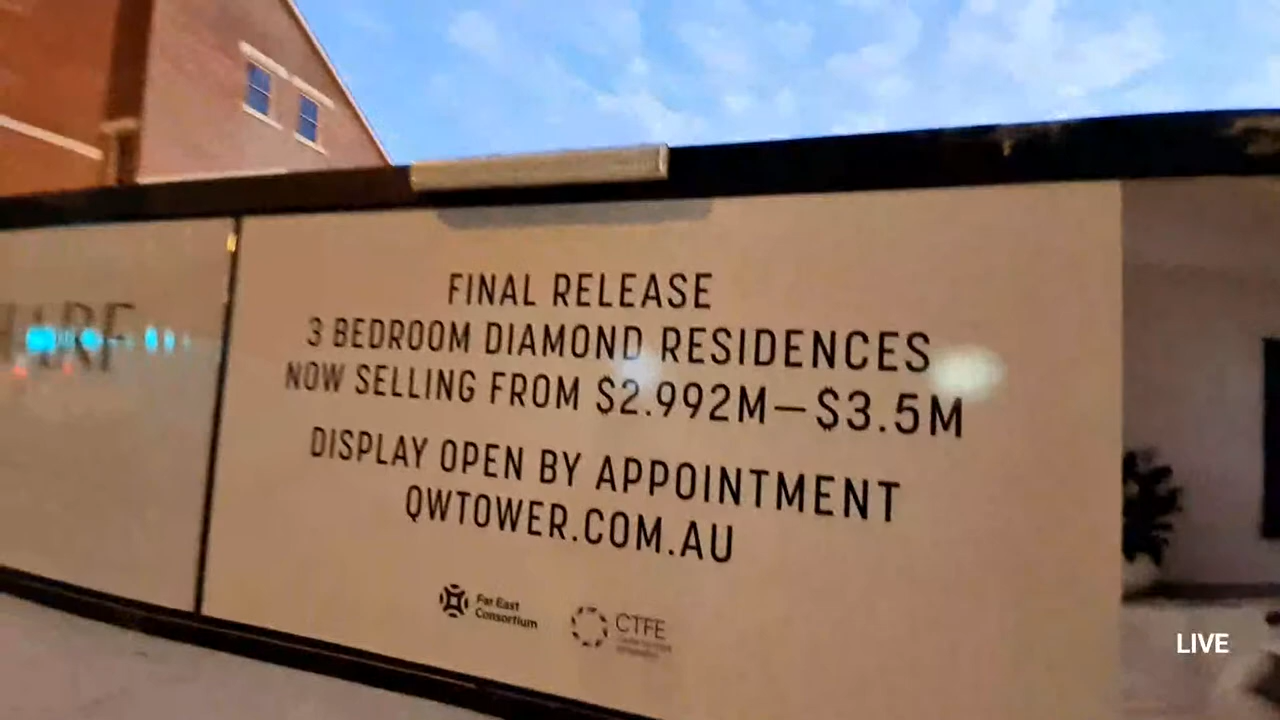 FINAL RELEASE
3 BEDROOM DIAMOND RESIDENCES
NOW SELLING FROM $2.992M—$3.5M
DISPLAY OPEN BY APPOINTMENT
QWTOWER.COM.AU
Far East
Consortium
CTFE
LIVE